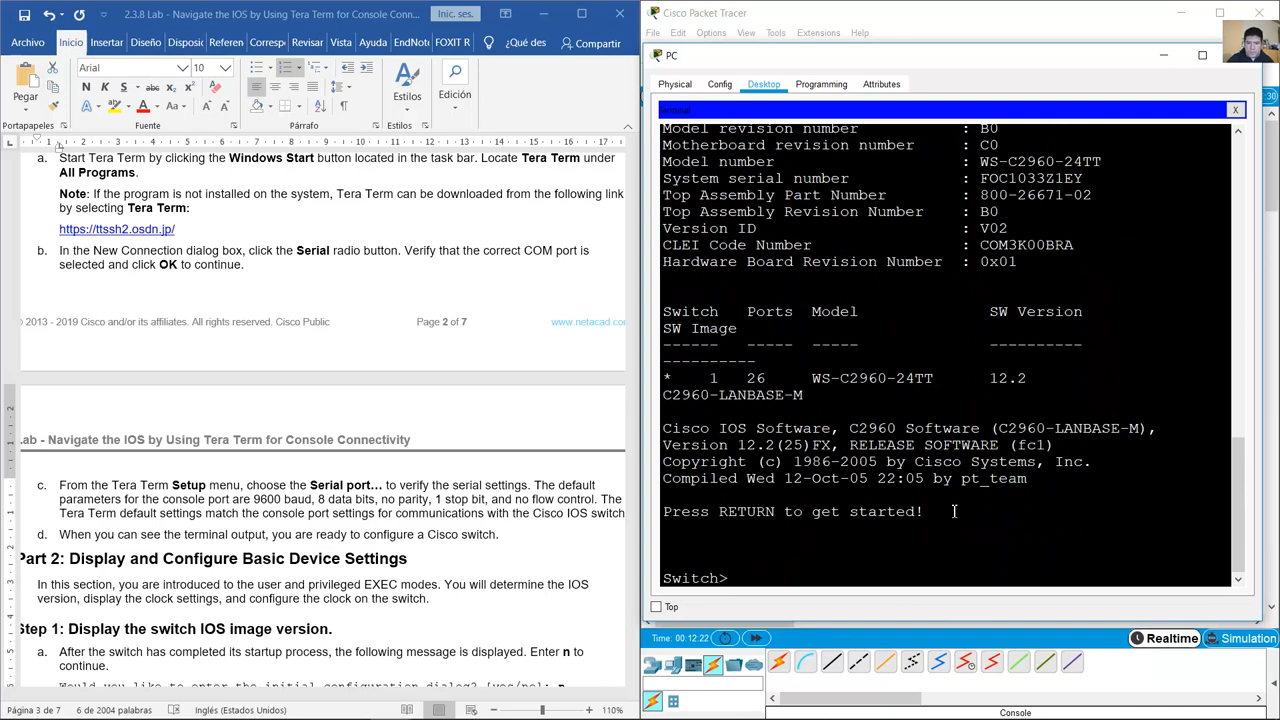 2.3.8 Lab - Navigate the IOS by Using Tera Term for Console Conn...
Inic. ses.
Archivo
Inicio
Disposic
Referen
Corresp
Revisar
Vista
Ayuda
EndNote
FOXIT R
¿Qué des
Compartir
Pegar
Arial
10
Estilos
Edición
Portapapeles
Fuente
Párrafo
Estilos
a. Start Tera Term by clicking the Windows Start button located in the task bar. Locate Tera Term under
All Programs.
Note: If the program is not installed on the system, Tera Term can be downloaded from the following link
by selecting Tera Term:
https://ttssh2.osdn.jp/
b. In the New Connection dialog box, click the Serial radio button. Verify that the correct COM port is
selected and click OK to continue.
© 2013 - 2019 Cisco and/or its affiliates. All rights reserved. Cisco Public
Page 2 of 7
www.netacad.com
Lab - Navigate the IOS by Using Tera Term for Console Connectivity
c. From the Tera Term Setup menu, choose the Serial port… to verify the serial settings. The default
parameters for the console port are 9600 baud, 8 data bits, no parity, 1 stop bit, and no flow control. The
Tera Term default settings match the console port settings for communications with the Cisco IOS switch
d. When you can see the terminal output, you are ready to configure a Cisco switch.
Part 2: Display and Configure Basic Device Settings
In this section, you are introduced to the user and privileged EXEC modes. You will determine the IOS
version, display the clock settings, and configure the clock on the switch.
Step 1: Display the switch IOS image version.
After the switch has completed its startup process, the following message is displayed. Enter n to
continue.
Would you like to enter the initial configuration dialog? [yes/no]: n
Página 3 de 7
6 de 2004 palabras
Inglés (Estados Unidos)
110%
Cisco Packet Tracer
File Edit Options View Tools Extensions Help
PC
Physical Config Desktop Programming Attributes
Terminal
X
Model revision number : B0
Motherboard revision number : C0
Model number : WS-C2960-24TT
System serial number : FOC1033Z1EY
Top Assembly Part Number : 800-26671-02
Top Assembly Revision Number : B0
Version ID : V02
CLEI Code Number : COM3K00BRA
Hardware Board Revision Number : 0x01
Switch Ports Model SW Version
SW Image
------ ----- ----- ----------
----------
* 1 26 WS-C2960-24TT 12.2
C2960-LANBASE-M
Cisco IOS Software, C2960 Software (C2960-LANBASE-M),
Version 12.2(25)FX, RELEASE SOFTWARE (fc1)
Copyright (c) 1986-2005 by Cisco Systems, Inc.
Compiled Wed 12-Oct-05 22:05 by pt_team
Press RETURN to get started!
Switch>
Top
:30
Time: 00:12:22
Realtime
Simulation
Console